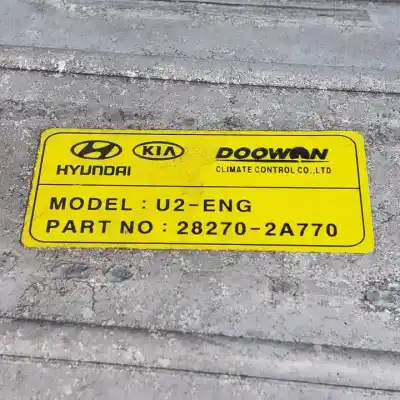 HYUNDAI KIA DOOWON
CLIMATE CONTROL CO.,LTD
MODEL : U2-ENG
PART NO : 28270-2A770